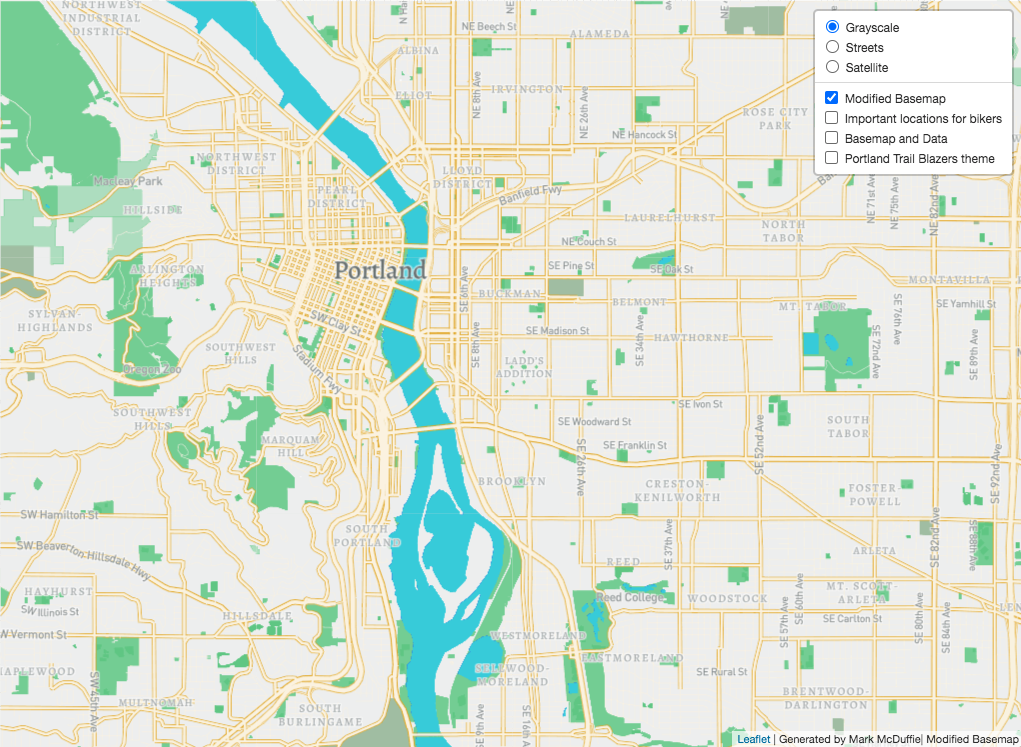 NORTHWEST
INDUSTRIAL
DISTRICT
NE Beech St
ALAMEDA
ALBINA
ELIOT
NE 8th Ave
IRVINGTON
NE 26th Ave
NE Hancock St
ROSE CITY
PARK
Grayscale
Streets
Satellite
Modified Basemap
Important locations for bikers
Basemap and Data
Portland Trail Blazers theme
NORTHWEST
DISTRICT
LLOYD
DISTRICT
Macleay Park
PEARL
DISTRICT
Banfield Fwy
NE 71st Ave
NE 75th Ave
NE 82nd Ave
HILLSIDE
LAURELHURST
NORTH
TABOR
NE Couch St
ARLINGTON
HEIGHTS
Portland
SE 6th Ave
SE Pine St
SE Oak St
MONTAVILLA
BUCKMAN
BELMONT
MT TABOR
SE 74th Ave
SE Yamhill St
SYLVAN-
HIGHLANDS
SW Clay St
SE 8th Ave
SE Madison St
SE 34th Ave
HAWTHORNE
SE 72nd Ave
SE 89th Ave
SOUTHWEST
HILLS
Stadium Fwy
LADD'S
ADDITION
Oregon Zoo
SOUTHWEST
HILLS
SE Ivon St
SE Woodward St
SE 52nd Ave
SOUTH
TABOR
MARQUAM
HILL
SE Franklin St
SE 26th Ave
SE 92nd Ave
BROOKLYN
CRESTON-
KENILWORTH
FOSTER
POWELL
SW Hamilton St
SOUTH
PORTLAND
SE 37th Ave
SE 82nd Ave
SE 88th Ave
SW Beaverton Hillsdale Hwy
ARLETA
REED
HAYHURST
Reed College
WOODSTOCK
SE 60th Ave
MT. SCOTT-
ARLETA
SW Illinois St
HILLSDALE
SE 57th Ave
SE Carlton St
SE 80th Ave
SE 84th Ave
W Vermont St
WESTMORELAND
EASTMORELAND
APLEWOOD
SELLWOOD-
MORELAND
SE Rural St
SW 45th Ave
MULTNOMAH
SOUTH
BURLINGAME
SE 9th Ave
SE 16th A
BRENTWOOD-
DARLINGTON
Leaflet | Generated by Mark McDuffie| Modified Basemap